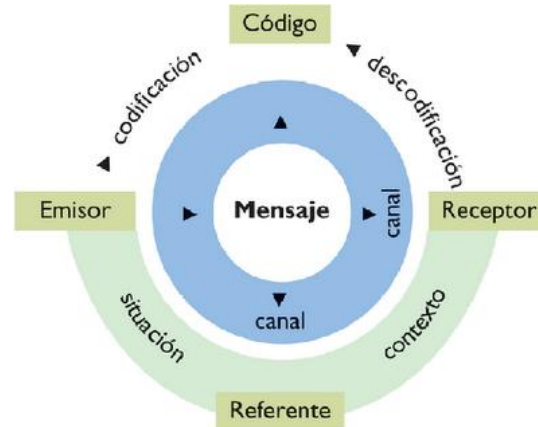 Código
codificación
descodificación
Emisor
Mensaje
canal
Receptor
canal
situación
contexto
Referente